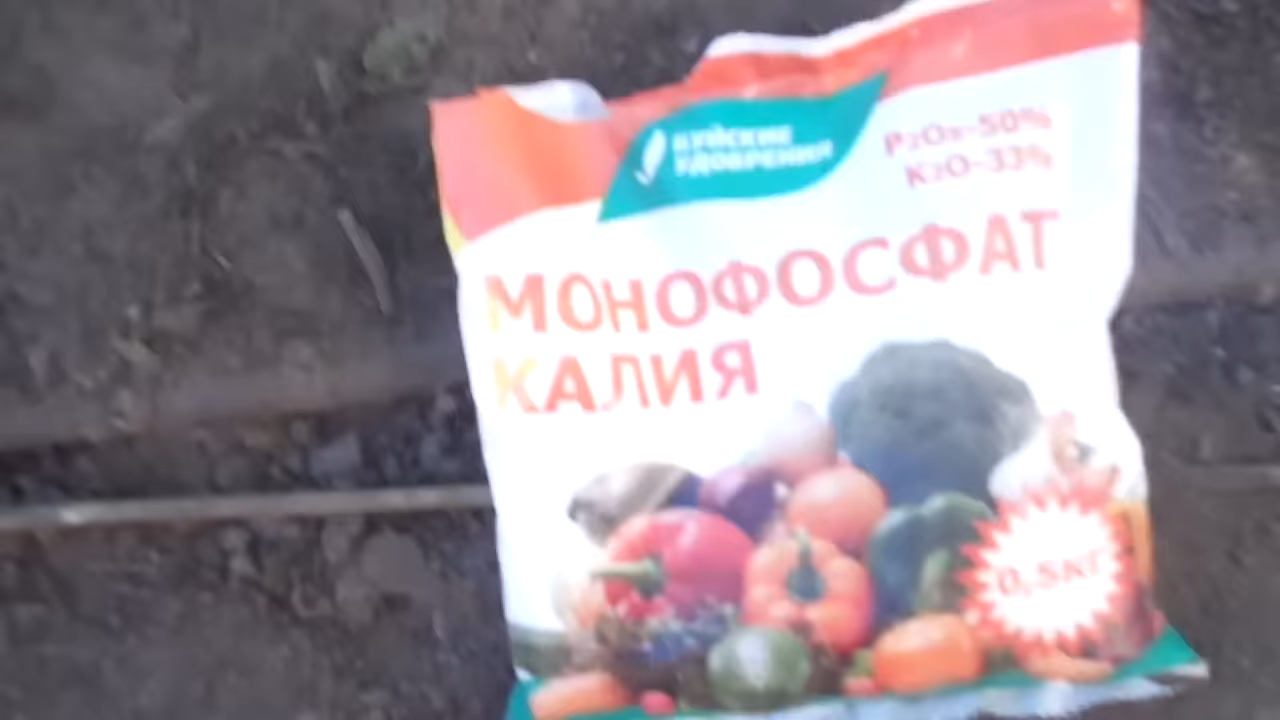 БУЙСКИЕ
УДОБРЕНИЯ
P2O5-50%
K2O-33%
МОНОФОСФАТ
КАЛИЯ
0,5кг